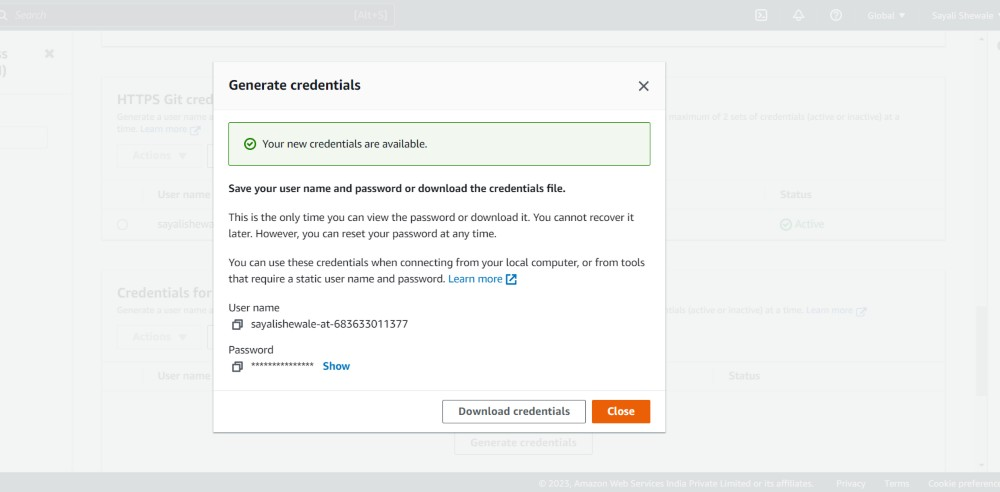 Search [Alt+S] Global ▼ Sayali Shewale
HTTPS Git cred
Generate a user name a maximum of 2 sets of credentials (active or inactive) at a
time. Learn more
Actions ▼
User name Status
sayalishew Active
Credentials for
Generate a user name a ntials (active or inactive) at a time. Learn more
Actions ▼
User name Status
Generate credentials
Generate credentials
Your new credentials are available.
Save your user name and password or download the credentials file.
This is the only time you can view the password or download it. You cannot recover it
later. However, you can reset your password at any time.
You can use these credentials when connecting from your local computer, or from tools
that require a static user name and password. Learn more
User name
sayalishewale-at-683633011377
Password
*************** Show
Download credentials Close
© 2023, Amazon Web Services India Private Limited or its affiliates. Privacy Terms Cookie preferenc